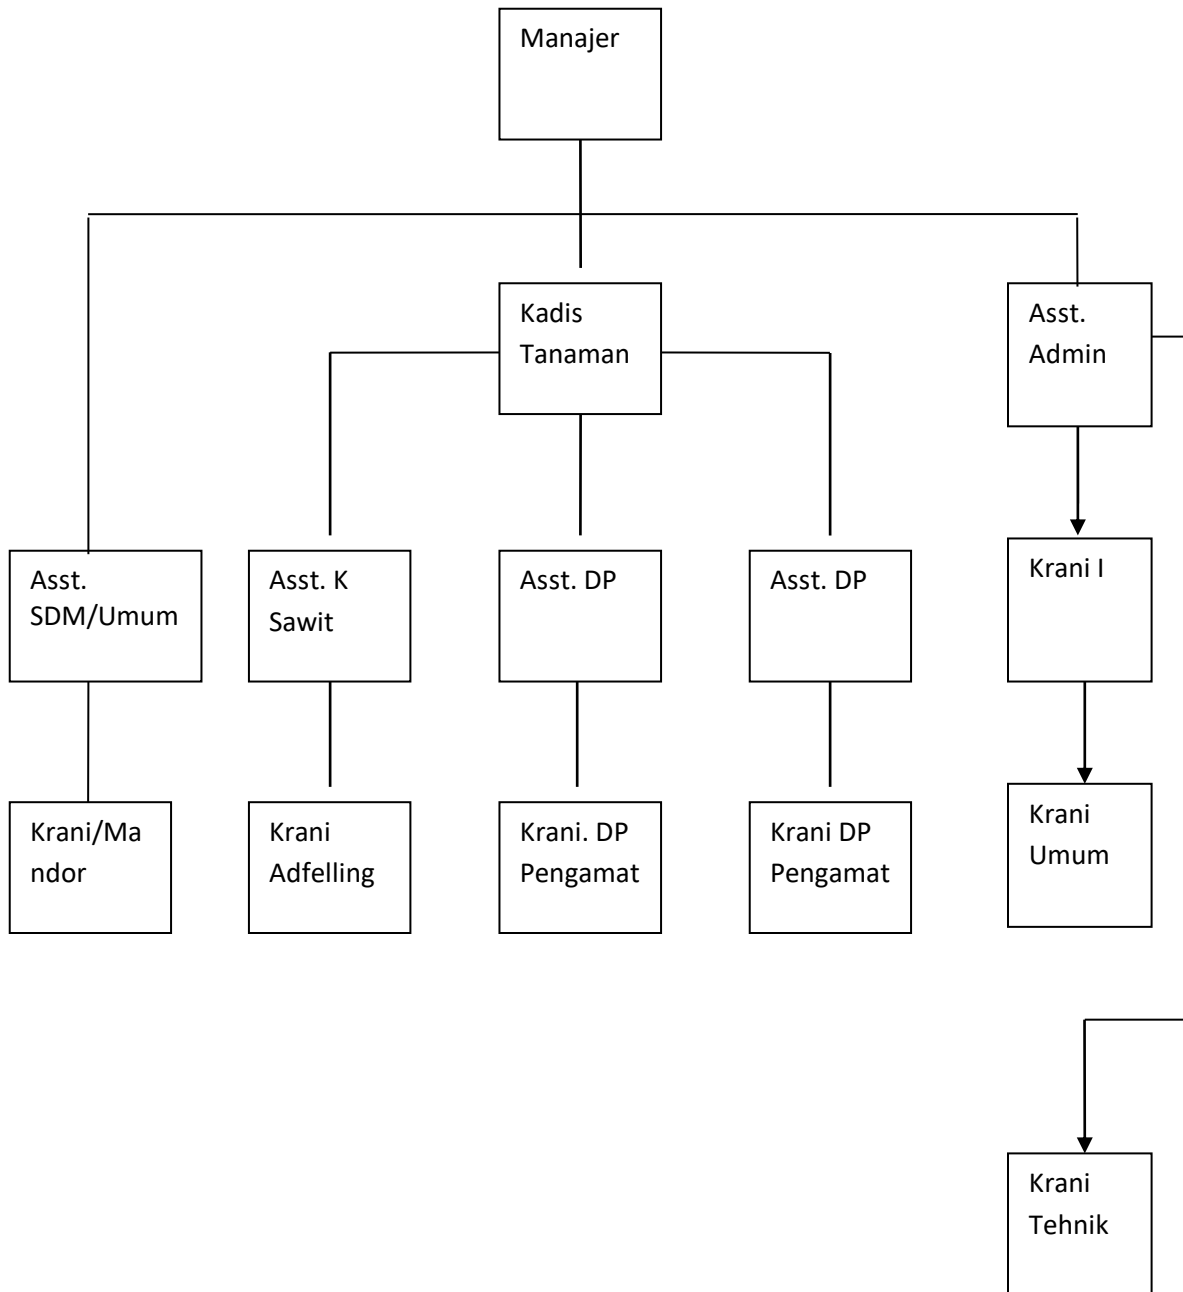 Manajer
Kadis
Tanaman
Asst.
Admin
Asst.
SDM/Umum
Asst. K
Sawit
Asst. DP
Asst. DP
Krani I
Krani/Ma
ndor
Krani
Adfelling
Krani. DP
Pengamat
Krani DP
Pengamat
Krani
Umum
Krani
Tehnik